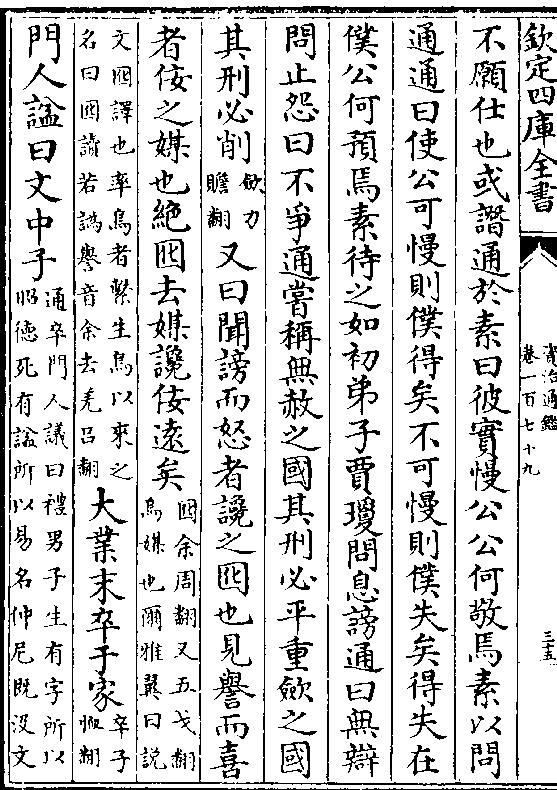 欽定四庫全書
資治通鑑
卷一百七十九
三十五
不願仕也或譖通於素曰彼實慢公公何敬焉素以問
通通曰使公可慢則僕得矣不可慢則僕失矣得失在
僕公何預焉素待之如初弟子賈瓊問息謗通曰無辯
問止怨曰不爭通嘗稱無赦之國其刑必平重斂之國
其刑必削斂力贍翻又曰聞謗而怒者讒之囮也見譽而喜
者佞之媒也絶囮去媒讒佞遠矣囮余周翻又五戈翻鳥媒也爾雅翼曰説
文囮譯也率鳥者繫生鳥以來之名曰囮讀若譌譽音余去羌呂翻大業末卒于家卒子恤翻
門人諡曰文中子通卒門人議曰禮男子生有字所以昭德死有諡所以易名仲尼既没文